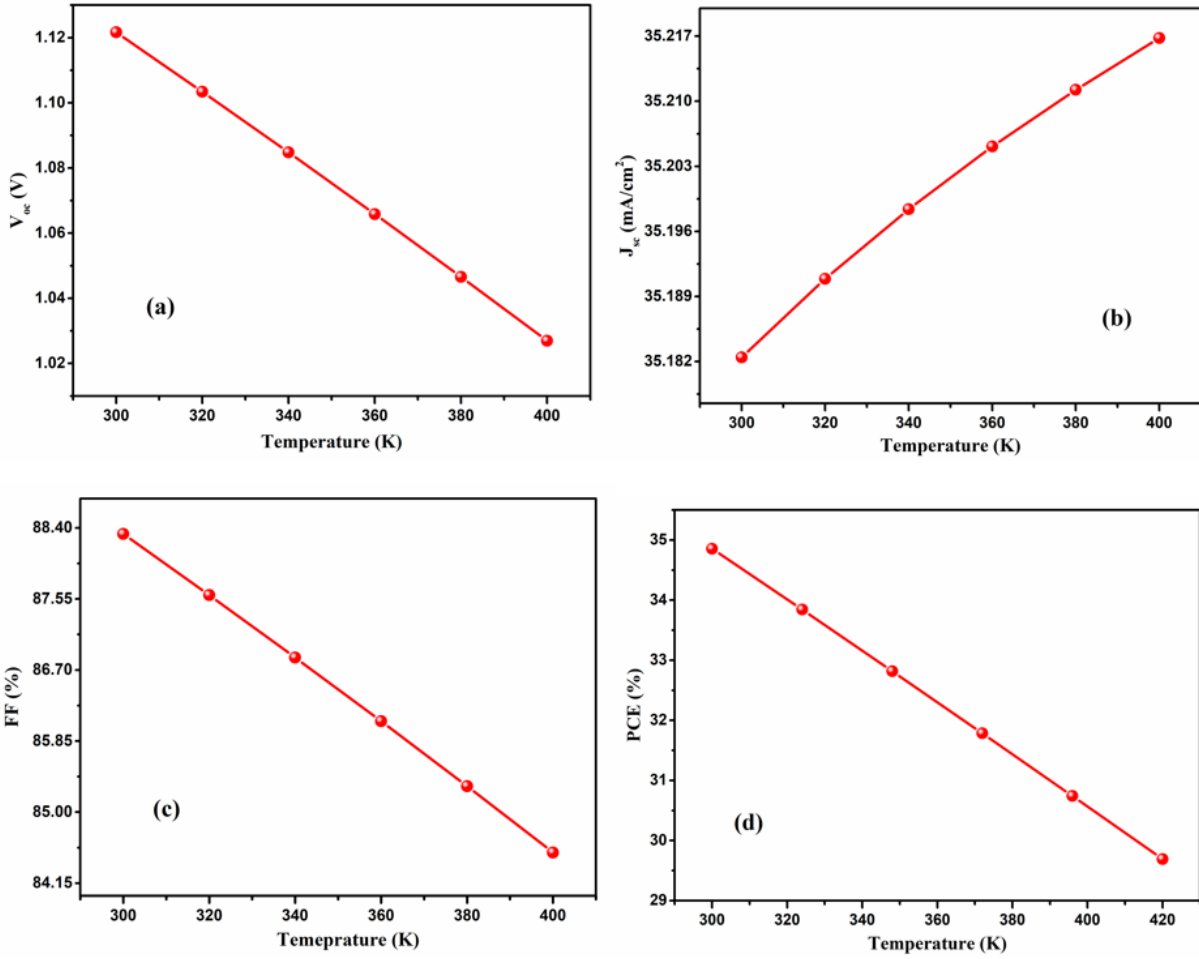 V_oc (V)
1.12
1.10
1.08
1.06
1.04
1.02
(a)
300 320 340 360 380 400
Temperature (K)
J_sc (mA/cm²)
35.217
35.210
35.203
35.196
35.189
35.182
(b)
300 320 340 360 380 400
Temperature (K)
FF (%)
88.40
87.55
86.70
85.85
85.00
84.15
(c)
300 320 340 360 380 400
Temeprature (K)
PCE (%)
35
34
33
32
31
30
29
(d)
300 320 340 360 380 400 420
Temperature (K)